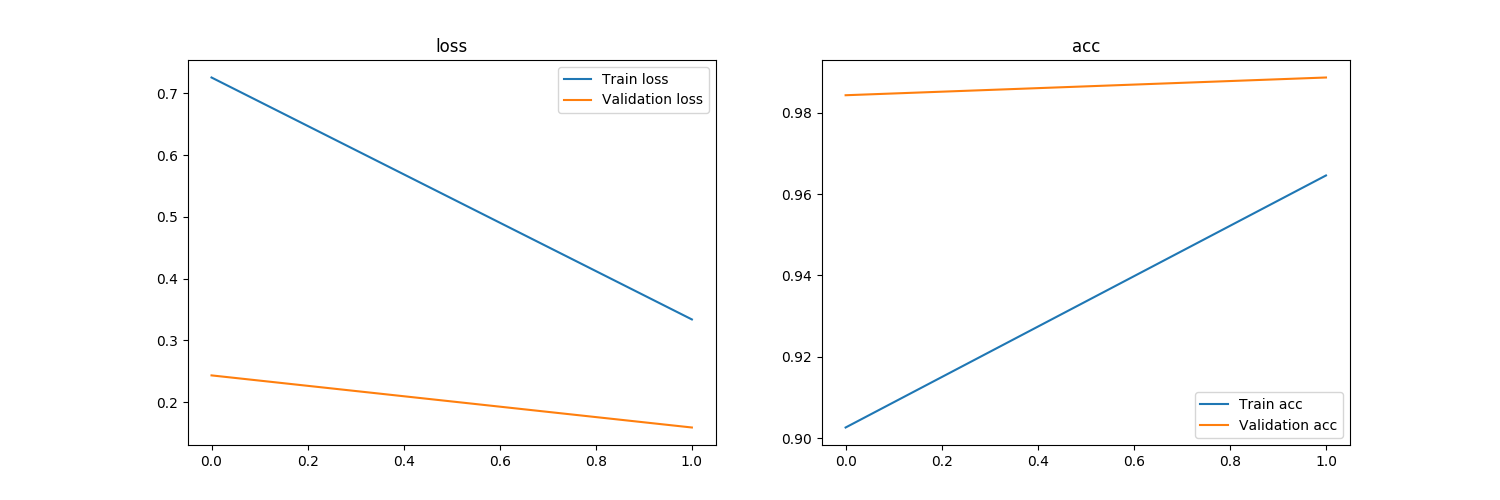 loss
Train loss
Validation loss
0.7
0.6
0.5
0.4
0.3
0.2
0.0 0.2 0.4 0.6 0.8 1.0
acc
0.98
0.96
0.94
0.92
0.90
Train acc
Validation acc
0.0 0.2 0.4 0.6 0.8 1.0